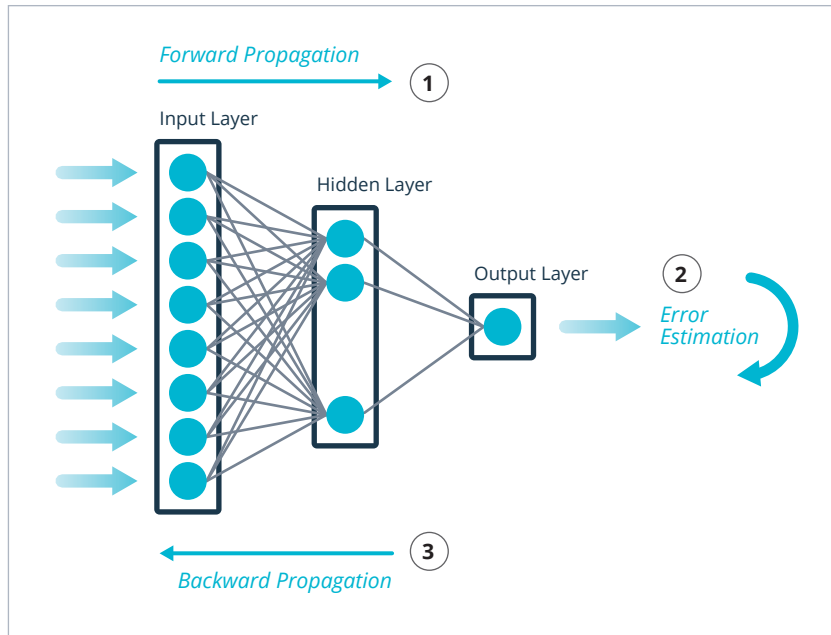 Forward Propagation
1
Input Layer
Hidden Layer
Output Layer
2
Error
Estimation
3
Backward Propagation